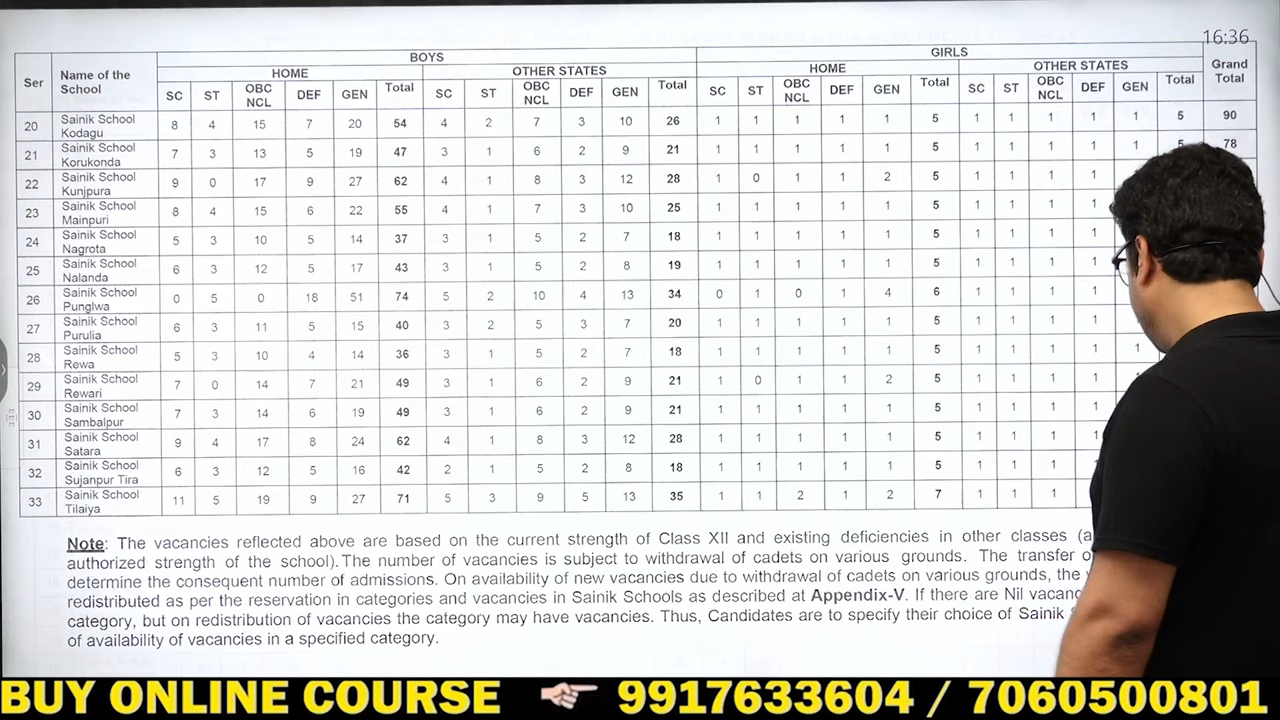 16:36
BOYS GIRLS
HOME OTHER STATES HOME OTHER STATES Grand Total
Ser Name of the School SC ST OBC NCL DEF GEN Total SC ST OBC NCL DEF GEN Total SC ST OBC NCL DEF GEN Total SC ST OBC NCL DEF GEN Total
20 Sainik School Kodagu 8 4 15 7 20 54 4 2 7 3 10 26 1 1 1 1 1 5 1 1 1 1 1 5 90
21 Sainik School Korukonda 7 3 13 5 19 47 3 1 6 2 9 21 1 1 1 1 1 5 1 1 1 1 1 5 78
22 Sainik School Kunjpura 9 0 17 9 27 62 4 1 8 3 12 28 1 0 1 1 2 5 1 1 1 1
23 Sainik School Mainpuri 8 4 15 6 22 55 4 1 7 3 10 25 1 1 1 1 1 5 1 1 1 1
24 Sainik School Nagrota 5 3 10 5 14 37 3 1 5 2 7 18 1 1 1 1 1 5 1 1 1 1
25 Sainik School Nalanda 6 3 12 5 17 43 3 1 5 2 8 19 1 1 1 1 1 5 1 1 1 1
26 Sainik School Punglwa 0 5 0 18 51 74 5 2 10 4 13 34 0 1 0 1 4 6 1 1 1 1
27 Sainik School Purulia 6 3 11 5 15 40 3 2 5 3 7 20 1 1 1 1 1 5 1 1 1 1
28 Sainik School Rewa 5 3 10 4 14 36 3 1 5 2 7 18 1 1 1 1 1 5 1 1 1 1 1
29 Sainik School Rewari 7 0 14 7 21 49 3 1 6 2 9 21 1 0 1 1 2 5 1 1 1 1 1
30 Sainik School Sambalpur 7 3 14 6 19 49 3 1 6 2 9 21 1 1 1 1 1 5 1 1 1 1
31 Sainik School Satara 9 4 17 8 24 62 4 1 8 3 12 28 1 1 1 1 1 5 1 1 1 1
32 Sainik School Sujanpur Tira 6 3 12 5 16 42 2 1 5 2 8 18 1 1 1 1 1 5 1 1 1
33 Sainik School Tilaiya 11 5 19 9 27 71 5 3 9 5 13 35 1 1 2 1 2 7 1 1 1
Note: The vacancies reflected above are based on the current strength of Class XII and existing deficiencies in other classes (a
authorized strength of the school). The number of vacancies is subject to withdrawal of cadets on various grounds. The transfer
determine the consequent number of admissions. On availability of new vacancies due to withdrawal of cadets on various grounds, the
redistributed as per the reservation in categories and vacancies in Sainik Schools as described at Appendix-V. If there are Nil
category, but on redistribution of vacancies the category may have vacancies. Thus, Candidates are to specify their choice of Sainik
of availability of vacancies in a specified category.
BUY ONLINE COURSE 9917633604 / 7060500801